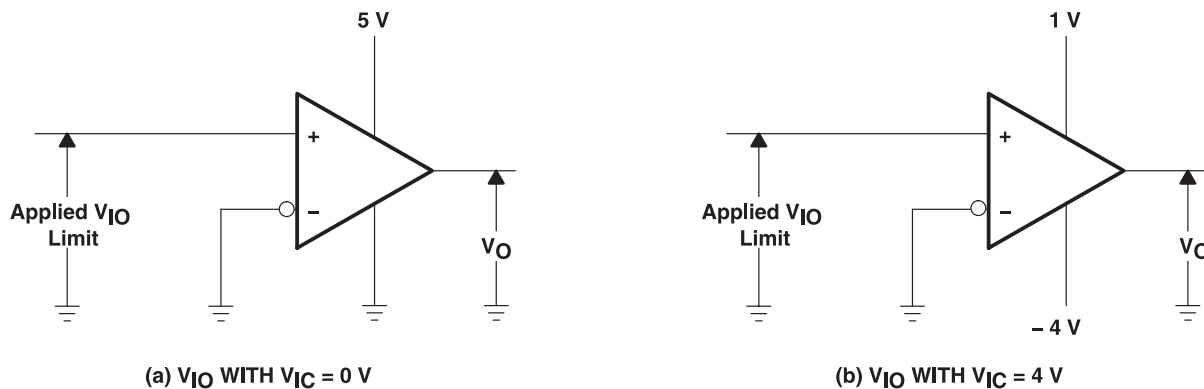 5 V
+
−
Applied VIO
Limit
VO
(a) VIO WITH VIC = 0 V
1 V
+
−
Applied VIO
Limit
VO
– 4 V
(b) VIO WITH VIC = 4 V